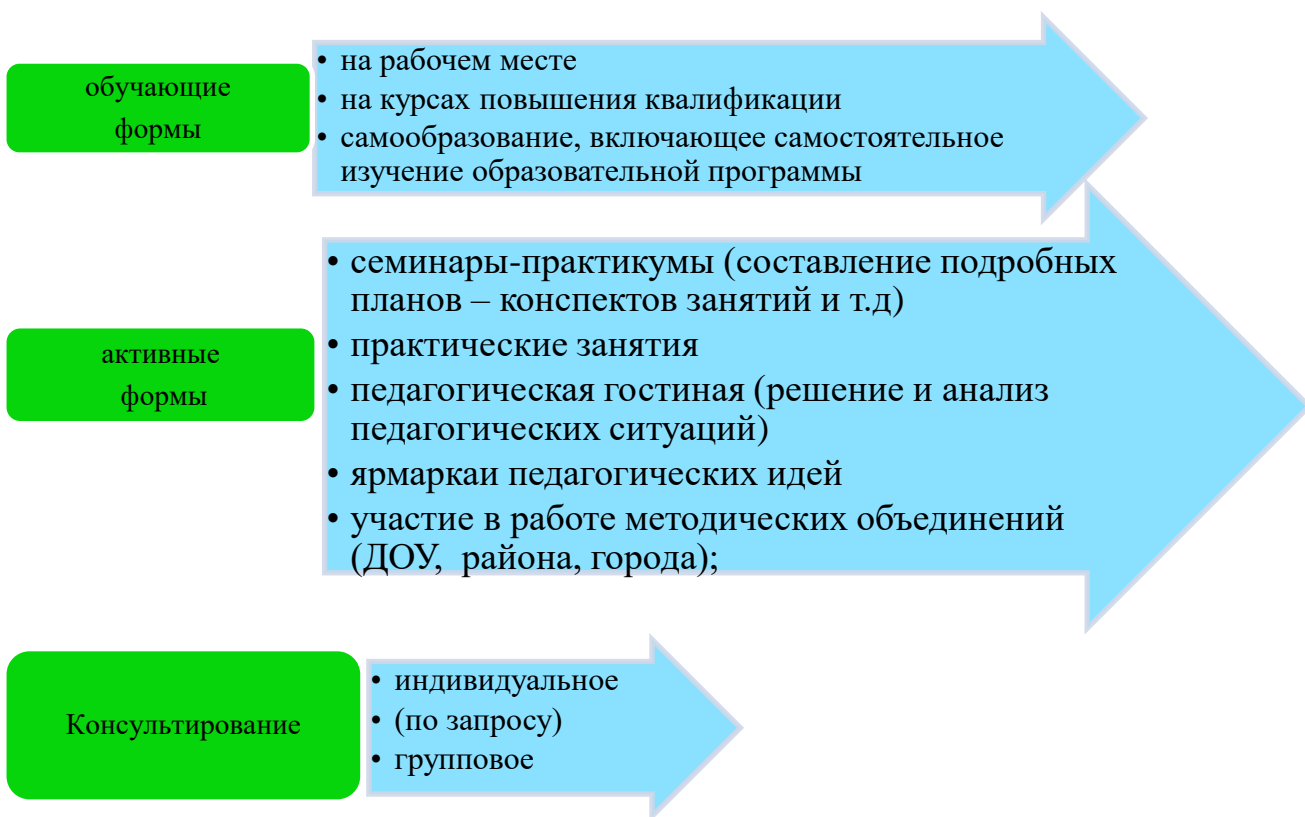 обучающие
формы
• на рабочем месте
• на курсах повышения квалификации
• самообразование, включающее самостоятельное
изучение образовательной программы
активные
формы
• семинары-практикумы (составление подробных
планов – конспектов занятий и т.д)
• практические занятия
• педагогическая гостиная (решение и анализ
педагогических ситуаций)
• ярмаркаи педагогических идей
• участие в работе методических объединений
(ДОУ,  района, города);
Консультирование
• индивидуальное
• (по запросу)
• групповое